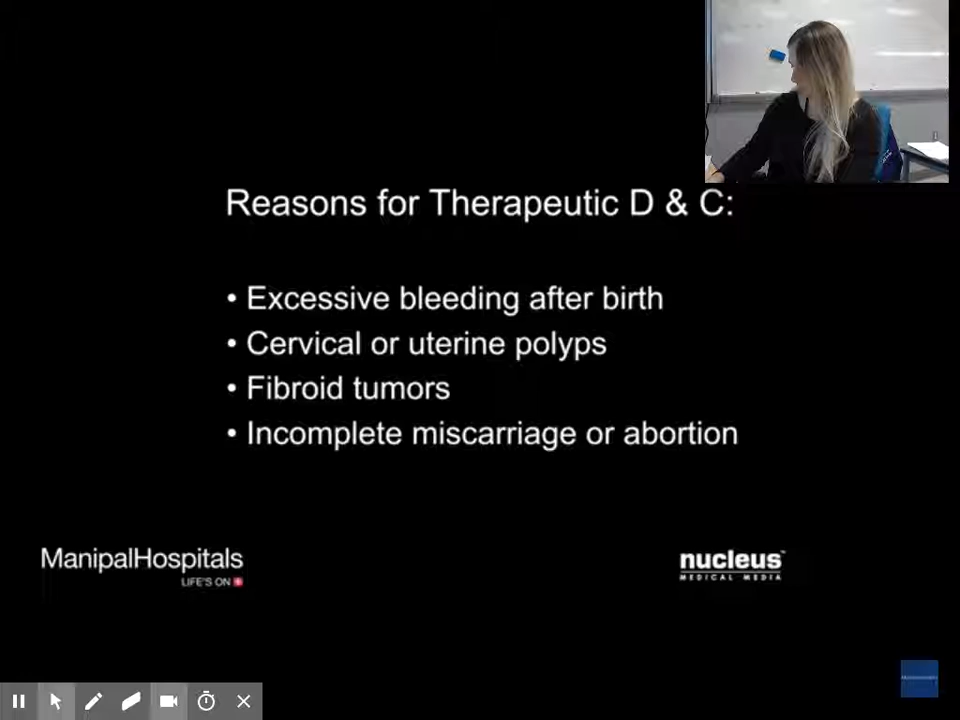 Reasons for Therapeutic D & C:
• Excessive bleeding after birth
• Cervical or uterine polyps
• Fibroid tumors
• Incomplete miscarriage or abortion
ManipalHospitals
LIFE'S ON
nucleus™
MEDICAL MEDIA